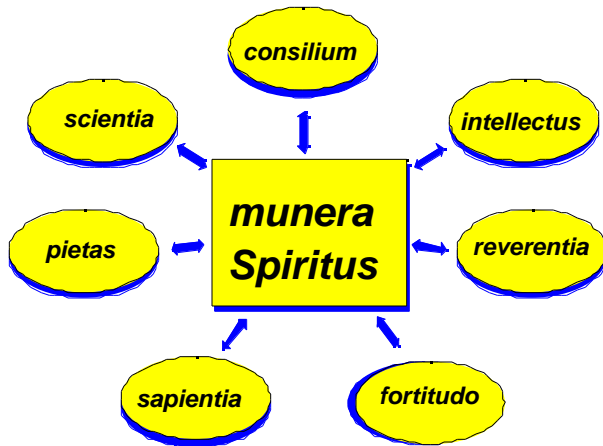 consilium
scientia
intellectus
munera
Spiritus
pietas
reverentia
sapientia
fortitudo